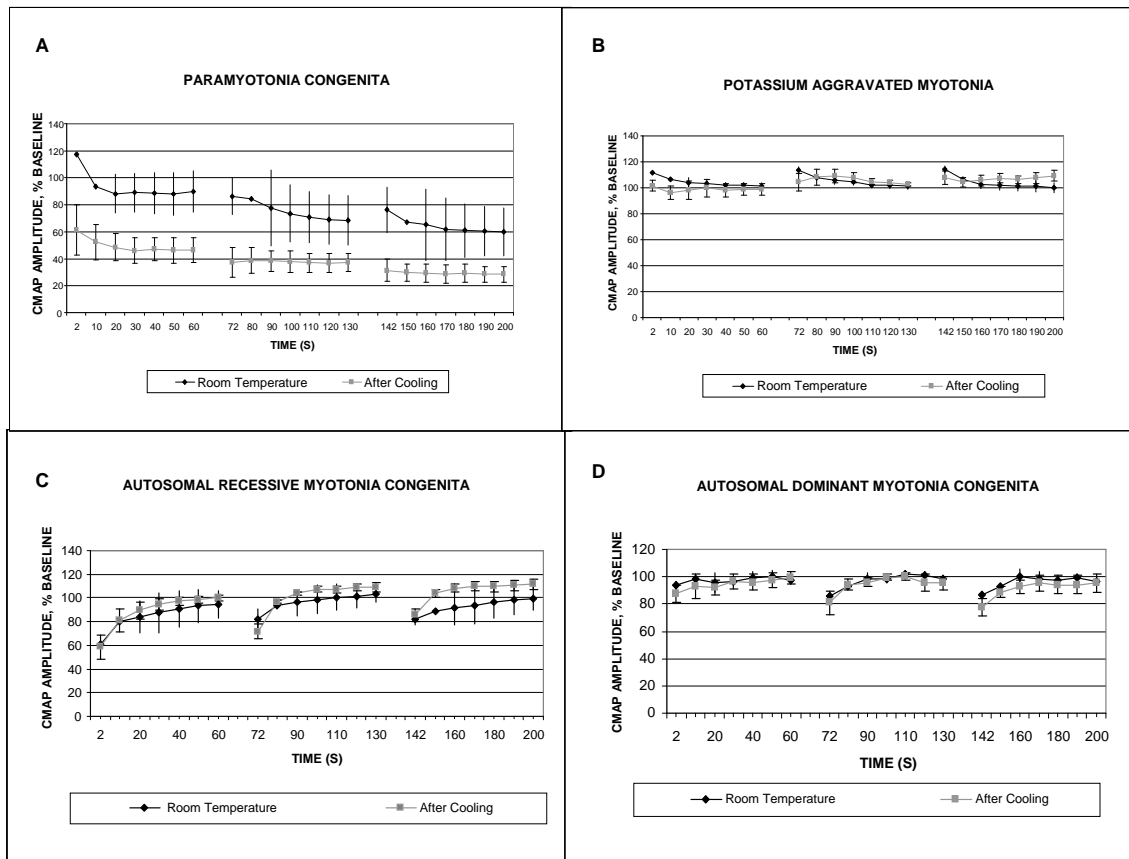 A
PARAMYOTONIA CONGENITA
CMAP AMPLITUDE, % BASELINE
140
120
100
80
60
40
20
0
2 10 20 30 40 50 60 72 80 90 100 110 120 130 142 150 160 170 180 190 200
TIME (S)
Room Temperature After Cooling
B
POTASSIUM AGGRAVATED MYOTONIA
CMAP AMPLITUDE, % BASELINE
140
120
100
80
60
40
20
0
2 10 20 30 40 50 60 72 80 90 100 110 120 130 142 150 160 170 180 190 200
TIME (S)
Room Temperature After Cooling
C
AUTOSOMAL RECESSIVE MYOTONIA CONGENITA
CMAP AMPLITUDE, % BASELINE
140
120
100
80
60
40
20
0
2 20 40 60 72 90 110 130 142 160 180 200
TIME (S)
Room Temperature After Cooling
D
AUTOSOMAL DOMINANT MYOTONIA CONGENITA
CMAP AMPLITUDE, % BASELINE
120
100
80
60
40
20
0
2 20 40 60 72 90 110 130 142 160 180 200
TIME (S)
Room Temperature After Cooling